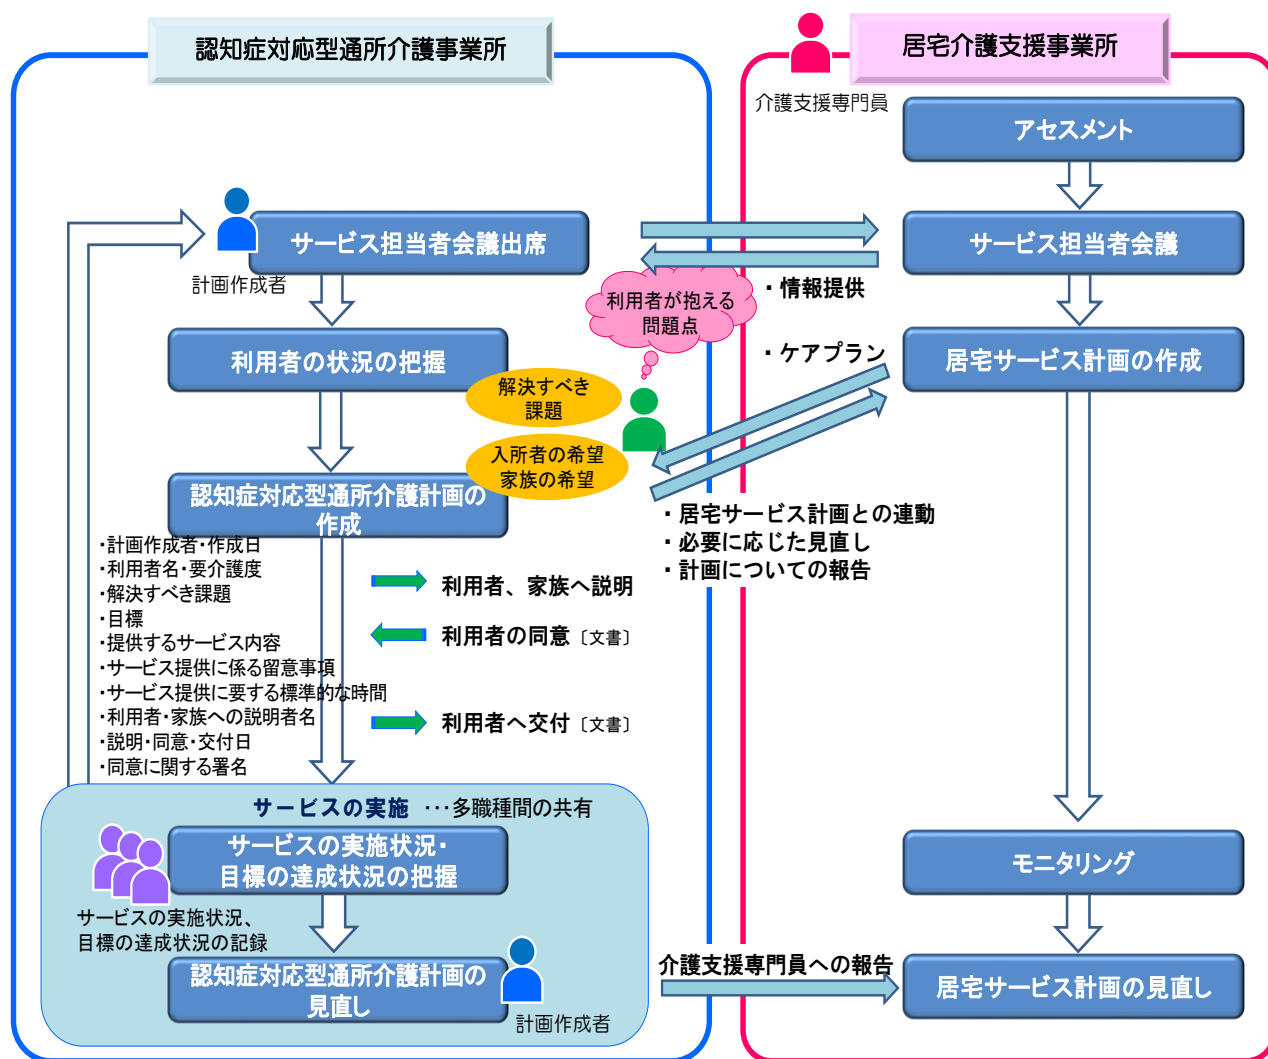 認知症対応型通所介護事業所
居宅介護支援事業所
介護支援専門員
アセスメント
計画作成者
サービス担当者会議出席
サービス担当者会議
・情報提供
利用者が抱える
問題点
利用者の状況の把握
・ケアプラン
居宅サービス計画の作成
解決すべき
課題
入所者の希望
家族の希望
認知症対応型通所介護計画の
作成
・居宅サービス計画との連動
・必要に応じた見直し
・計画についての報告
・計画作成者・作成日
・利用者名・要介護度
・解決すべき課題
・目標
・提供するサービス内容
・サービス提供に係る留意事項
・サービス提供に要する標準的な時間
・利用者・家族への説明者名
・説明・同意・交付日
・同意に関する署名
利用者、家族へ説明
利用者の同意〔文書〕
利用者へ交付〔文書〕
サービスの実施 ・・・多職種間の共有
サービスの実施状況・
目標の達成状況の把握
サービスの実施状況、
目標の達成状況の記録
認知症対応型通所介護計画の
見直し
計画作成者
モニタリング
介護支援専門員への報告
居宅サービス計画の見直し